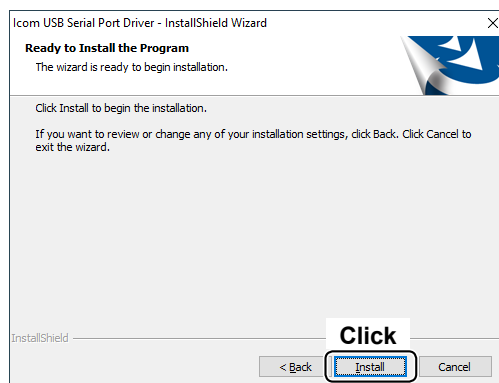 Icom USB Serial Port Driver - InstallShield Wizard
Ready to Install the Program
The wizard is ready to begin installation.
Click Install to begin the installation.
If you want to review or change any of your installation settings, click Back. Click Cancel to
exit the wizard.
InstallShield
Click
< Back
Install
Cancel